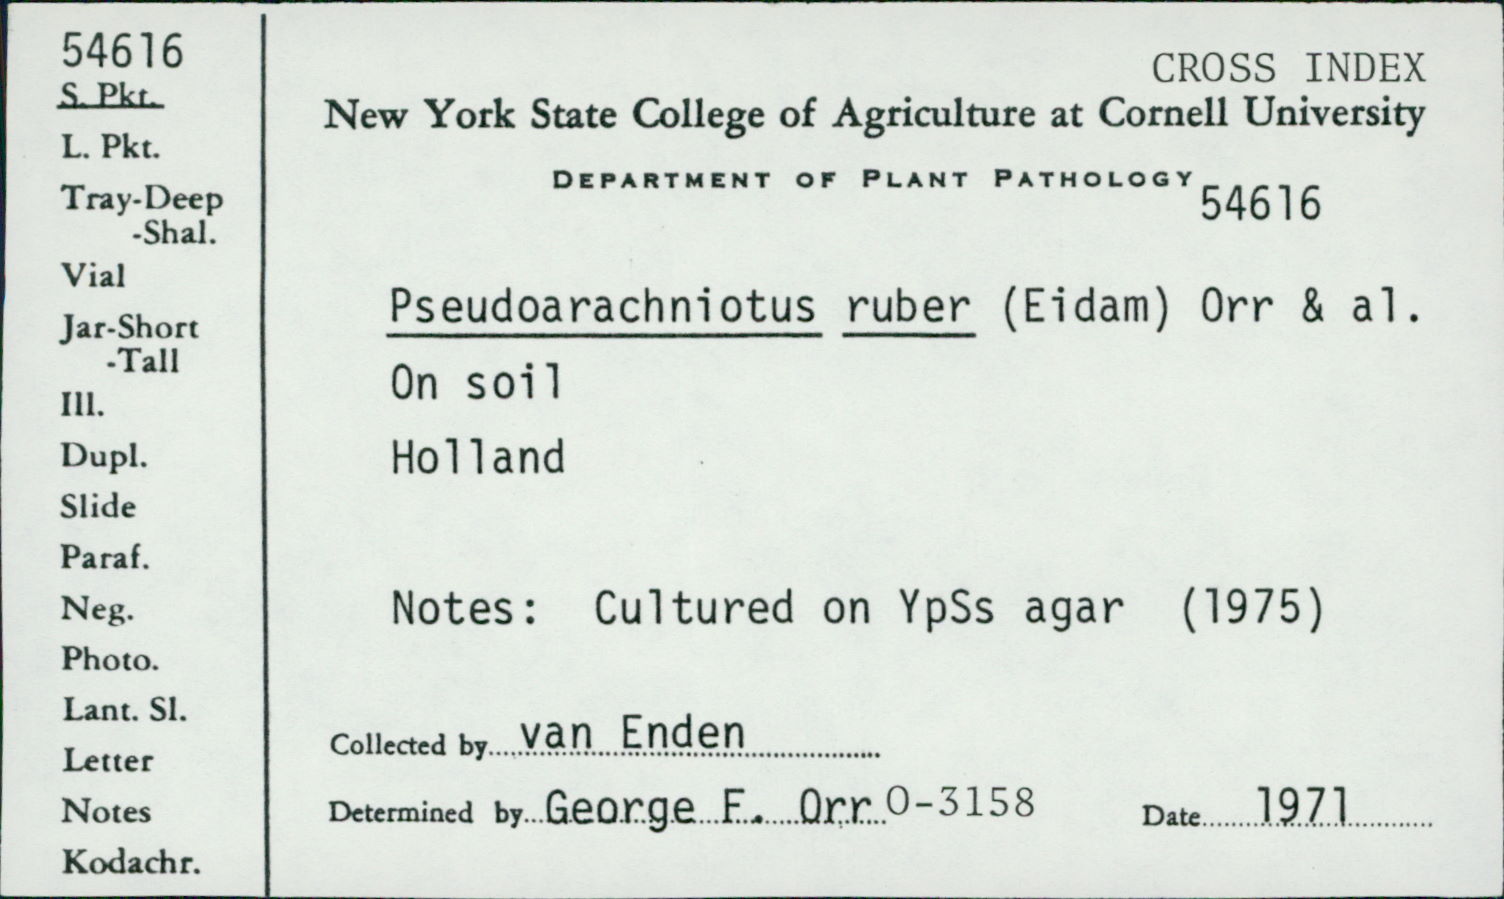 54616
S. Pkt.
L. Pkt.
Tray-Deep
-Shal.
Vial
Jar-Short
-Tall
Ill.
Dupl.
Slide
Paraf.
Neg.
Photo.
Lant. Sl.
Letter
Notes
Kodachr.
CROSS INDEX
New York State College of Agriculture at Cornell University
DEPARTMENT OF PLANT PATHOLOGY
54616
Pseudoarachniotus ruber (Eidam) Orr & al.
On soil
Holland
Notes: Cultured on YpSs agar (1975)
Collected by van Enden
Determined by George F. Orr O-3158 Date 1971